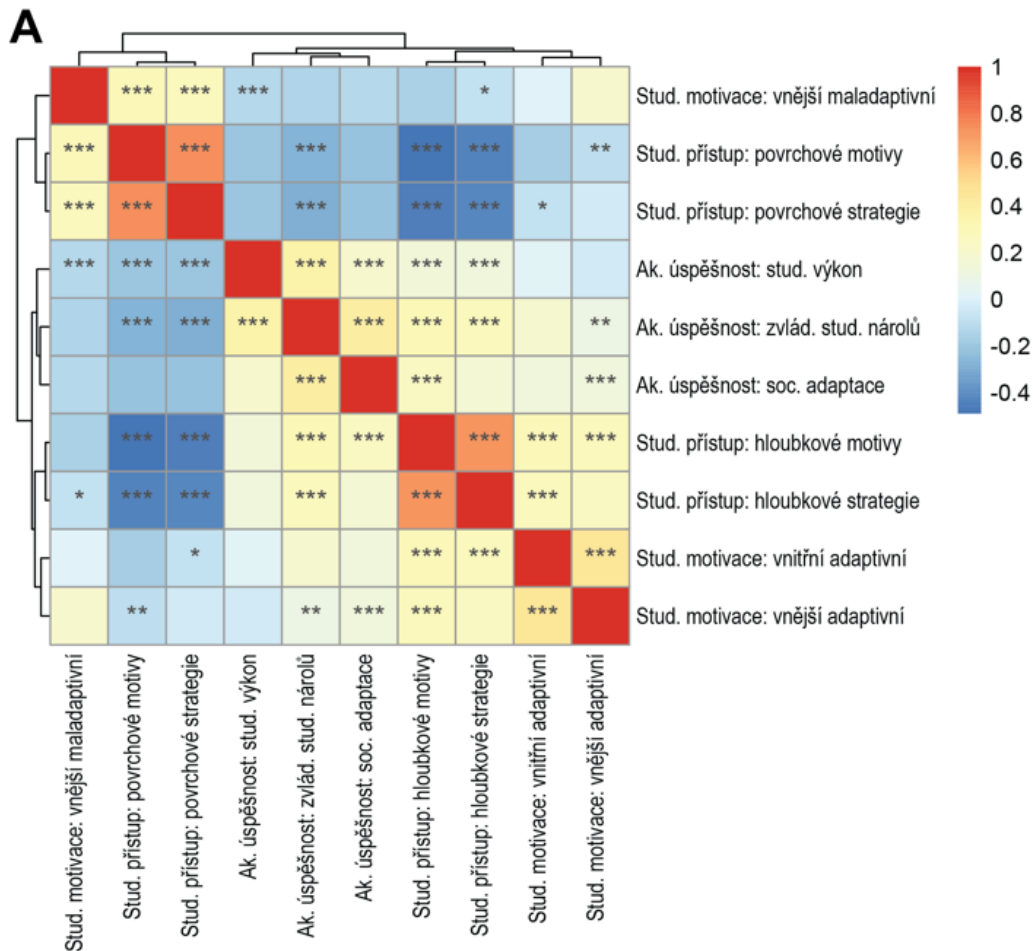 A
*** *** *** * Stud. motivace: vnější maladaptivní
*** *** *** *** *** ** Stud. přístup: povrchové motivy
*** *** *** *** *** * Stud. přístup: povrchové strategie
*** *** *** *** *** *** *** Ak. úspěšnost: stud. výkon
*** *** *** *** *** *** ** Ak. úspěšnost: zvlád. stud. nárolů
*** *** *** Ak. úspěšnost: soc. adaptace
*** *** *** *** *** *** *** Stud. přístup: hloubkové motivy
* *** *** *** *** *** Stud. přístup: hloubkové strategie
* *** *** *** Stud. motivace: vnitřní adaptivní
** ** *** *** *** Stud. motivace: vnější adaptivní
1
0.8
0.6
0.4
0.2
0
-0.2
-0.4
Stud. motivace: vnější maladaptivní
Stud. přístup: povrchové motivy
Stud. přístup: povrchové strategie
Ak. úspěšnost: stud. výkon
Ak. úspěšnost: zvlád. stud. nárolů
Ak. úspěšnost: soc. adaptace
Stud. přístup: hloubkové motivy
Stud. přístup: hloubkové strategie
Stud. motivace: vnitřní adaptivní
Stud. motivace: vnější adaptivní